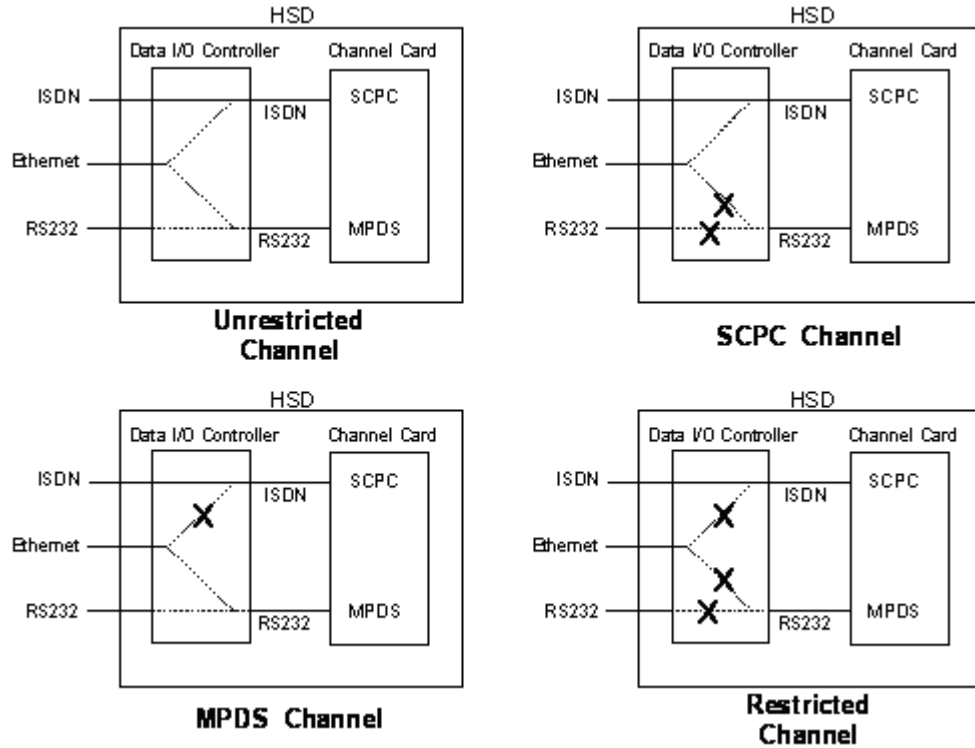 HSD
Data I/O Controller Channel Card
ISDN
SCPC
ISDN
Ethernet
RS232
MPDS
RS232
Unrestricted
Channel
HSD
Data I/O Controller Channel Card
ISDN
SCPC
ISDN
Ethernet
RS232
MPDS
RS232
SCPC Channel
HSD
Data I/O Controller Channel Card
ISDN
SCPC
ISDN
Ethernet
RS232
MPDS
RS232
MPDS Channel
HSD
Data I/O Controller Channel Card
ISDN
SCPC
ISDN
Ethernet
RS232
MPDS
RS232
Restricted
Channel